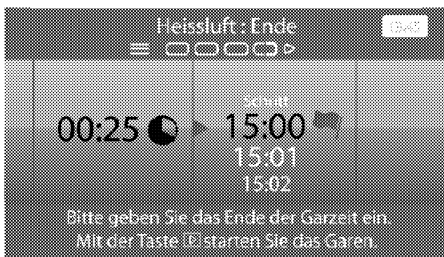 Heissluft : Ende
00:25
15:00
15:01
15:02
Bitte geben Sie das Ende der Garzeit ein.
Mit der Taste starten Sie das Garen.